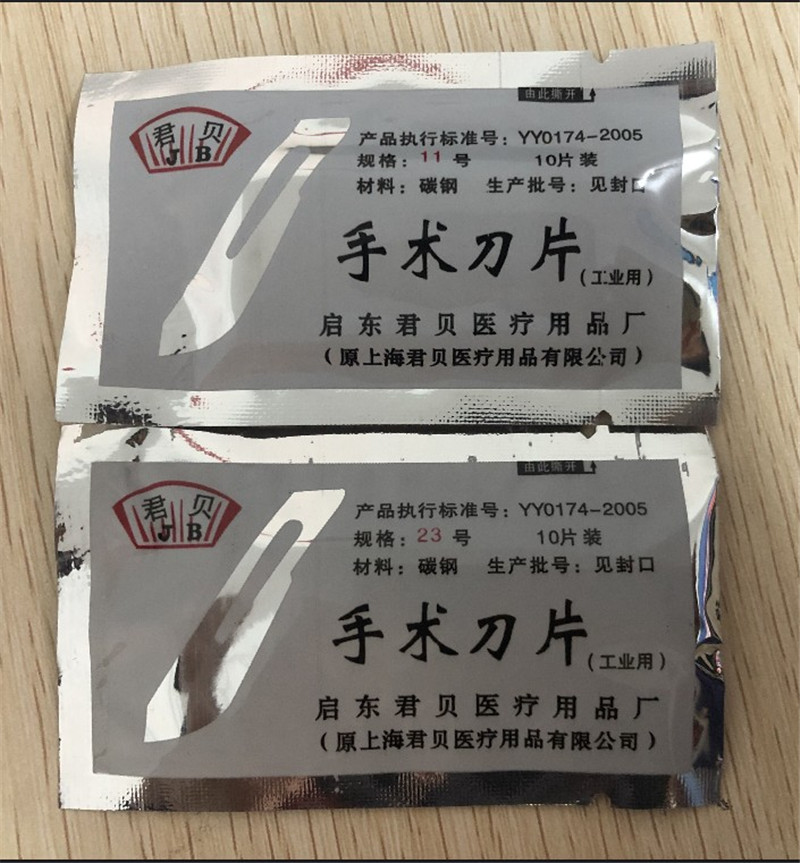 由此撕开
君贝
JB
产品执行标准号：YY0174-2005
规格：11 号 10片装
材料：碳钢 生产批号：见封口
手术刀片
(工业用)
启东君贝医疗用品厂
(原上海君贝医疗用品有限公司)
由此撕开
君贝
JB
产品执行标准号：YY0174-2005
规格：23 号 10片装
材料：碳钢 生产批号：见封口
手术刀片
(工业用)
启东君贝医疗用品厂
(原上海君贝医疗用品有限公司)